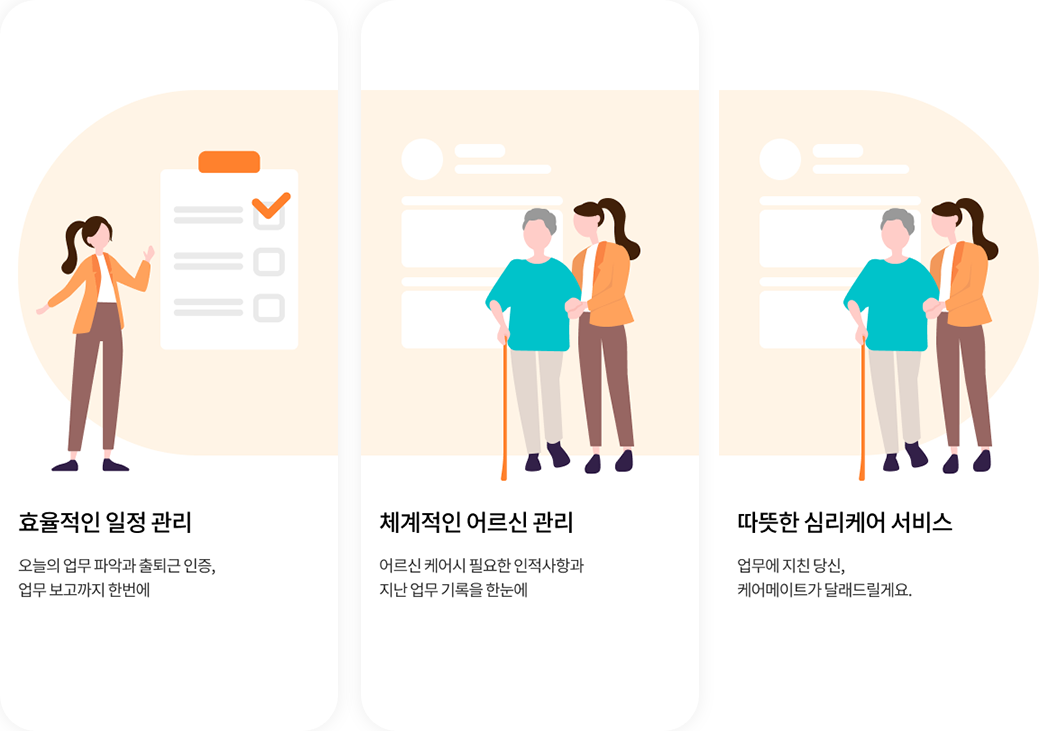 효율적인 일정 관리
오늘의 업무 파악과 출퇴근 인증,
업무 보고까지 한번에
체계적인 어르신 관리
어르신 케어시 필요한 인적사항과
지난 업무 기록을 한눈에
따뜻한 심리케어 서비스
업무에 지친 당신,
케어메이트가 달래드릴게요.